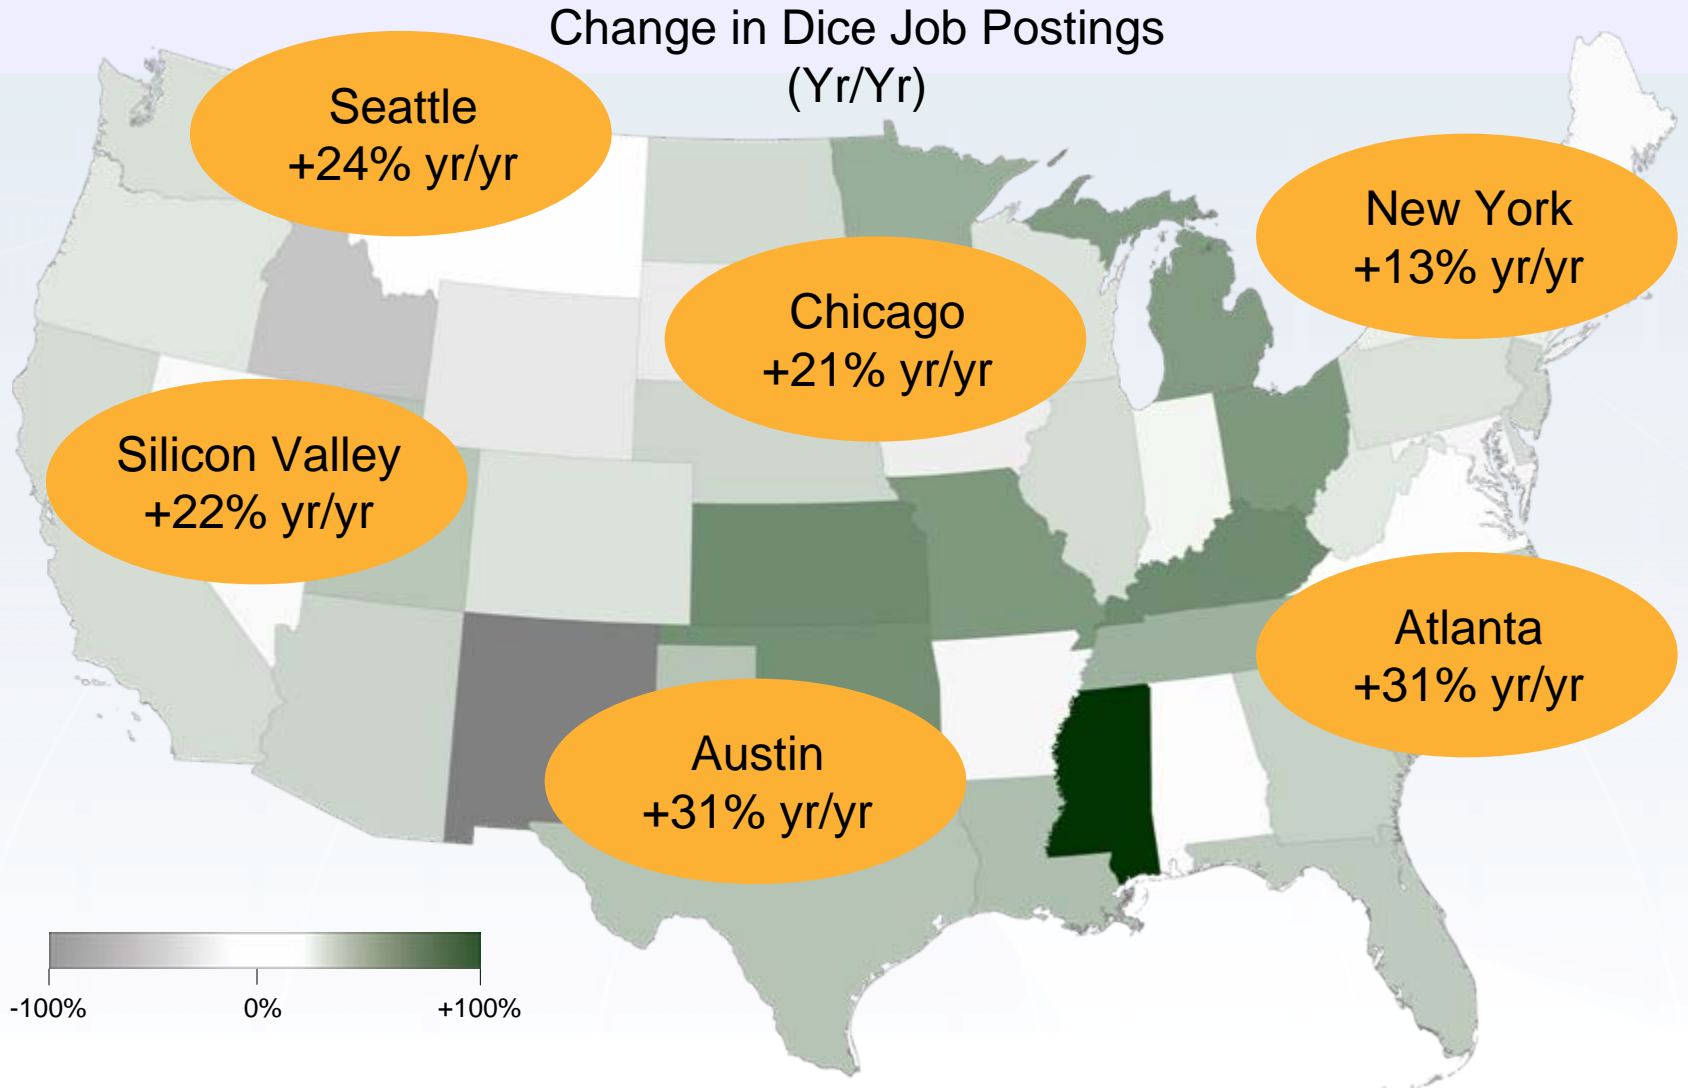 Change in Dice Job Postings
(Yr/Yr)
Seattle
+24% yr/yr
New York
+13% yr/yr
Chicago
+21% yr/yr
Silicon Valley
+22% yr/yr
Atlanta
+31% yr/yr
Austin
+31% yr/yr
-100% 0% +100%